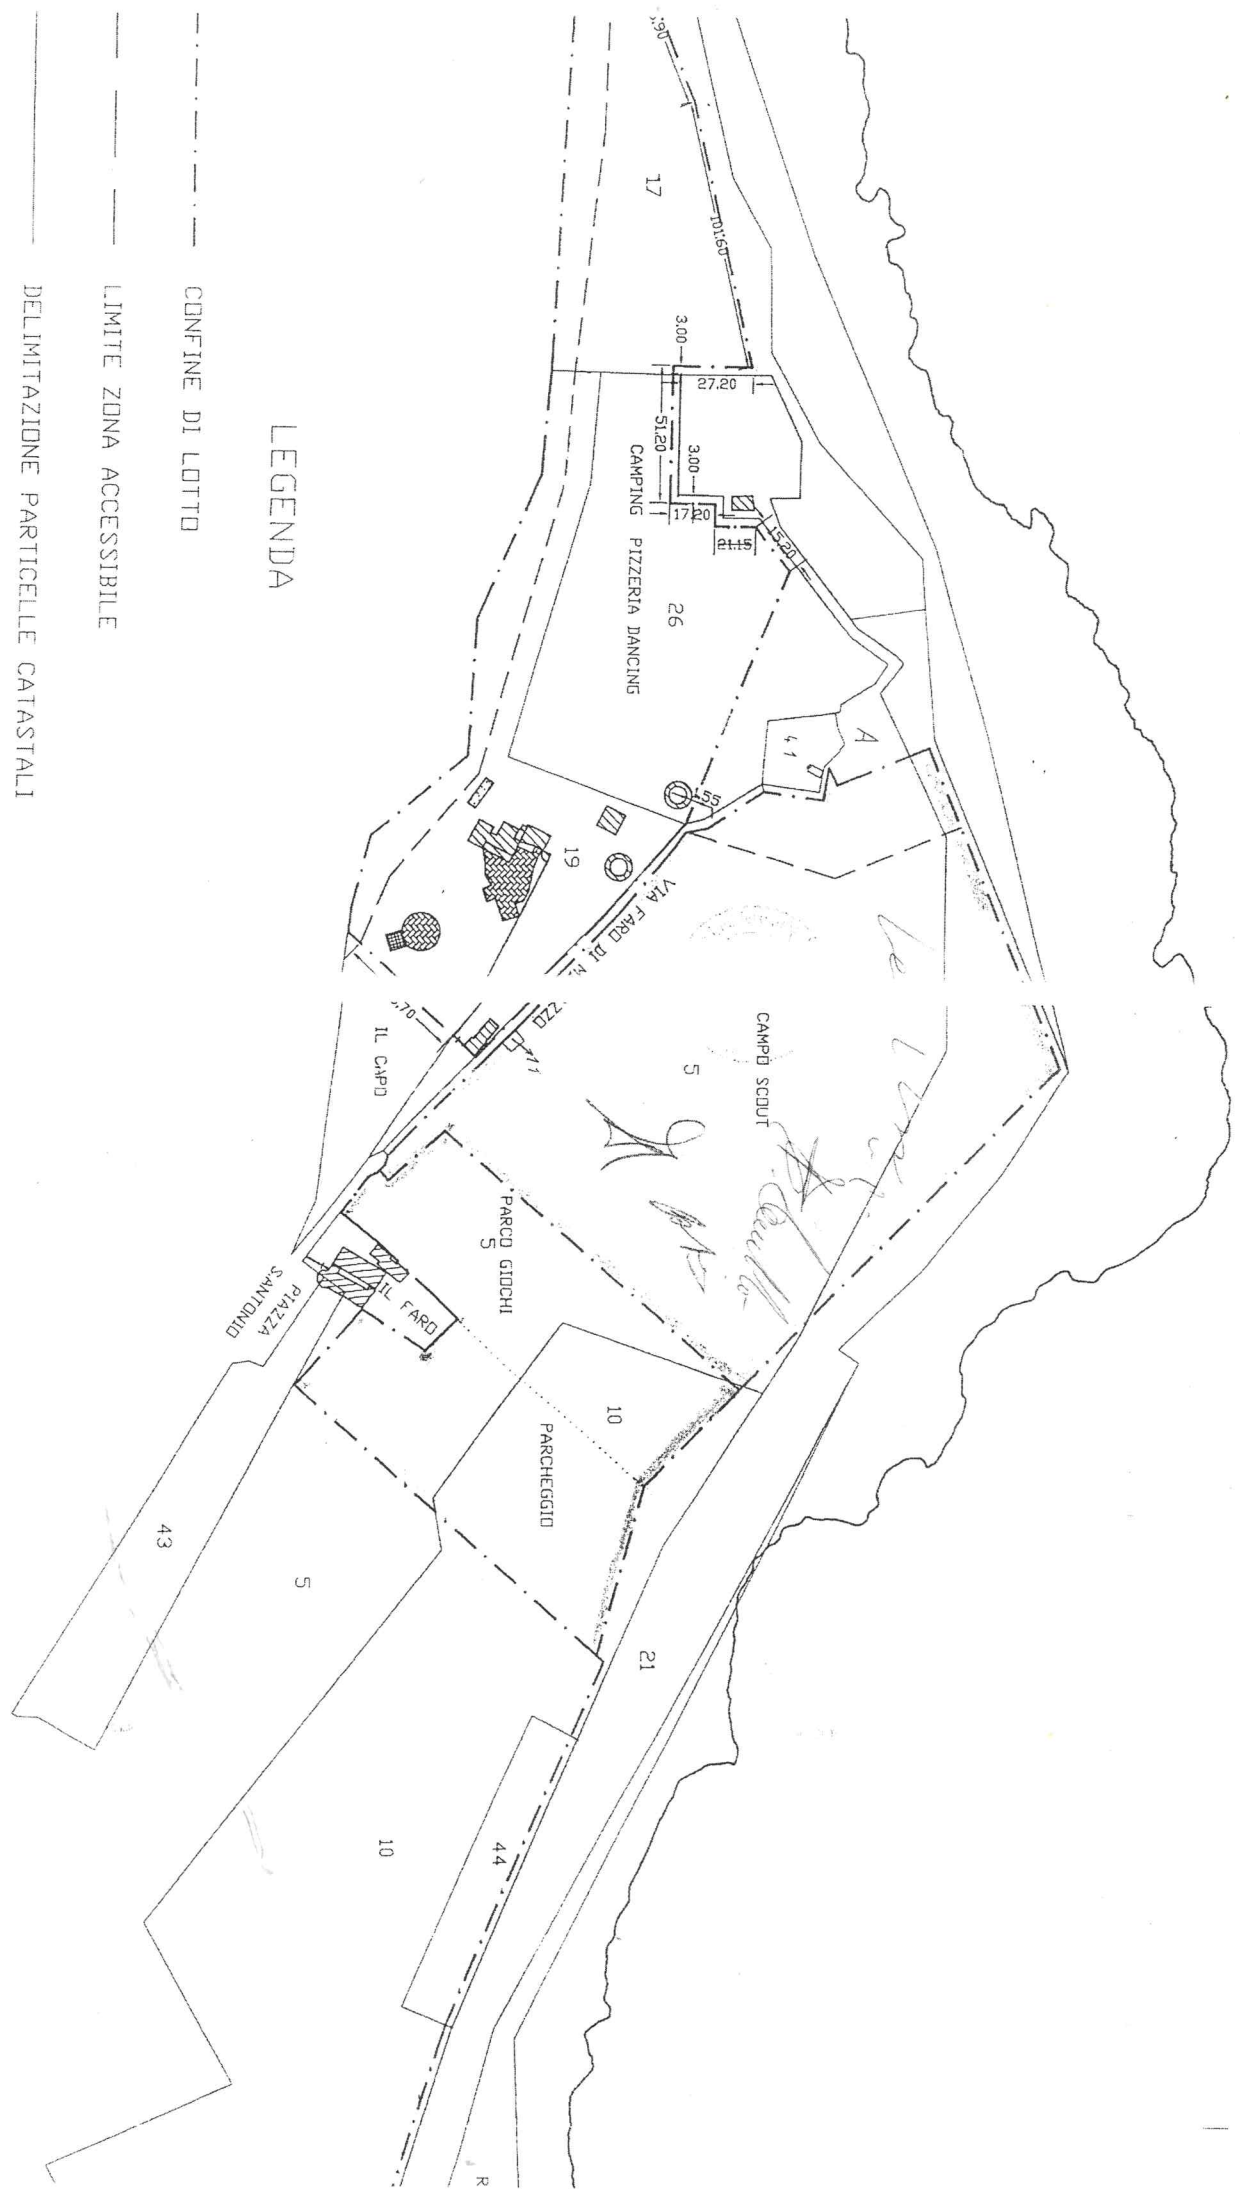 LEGENDA
CONFINE DI LOTTO
LIMITE ZONA ACCESSIBILE
DELIMITAZIONE PARTICELLE CATASTALI
17
101.60
3.00
27.20
51.20
3.00
17.20
21.15
15.20
CAMPING PIZZERIA DANCING
26
A
41
19
VIA FARO DI M
ZZO
11
IL CAPO
CAMPO SCOUT
5
PARCO GIOCHI
5
IL FARO
PIAZZA
S.ANTONIO
10
PARCHEGGIO
43
5
21
10
44
R